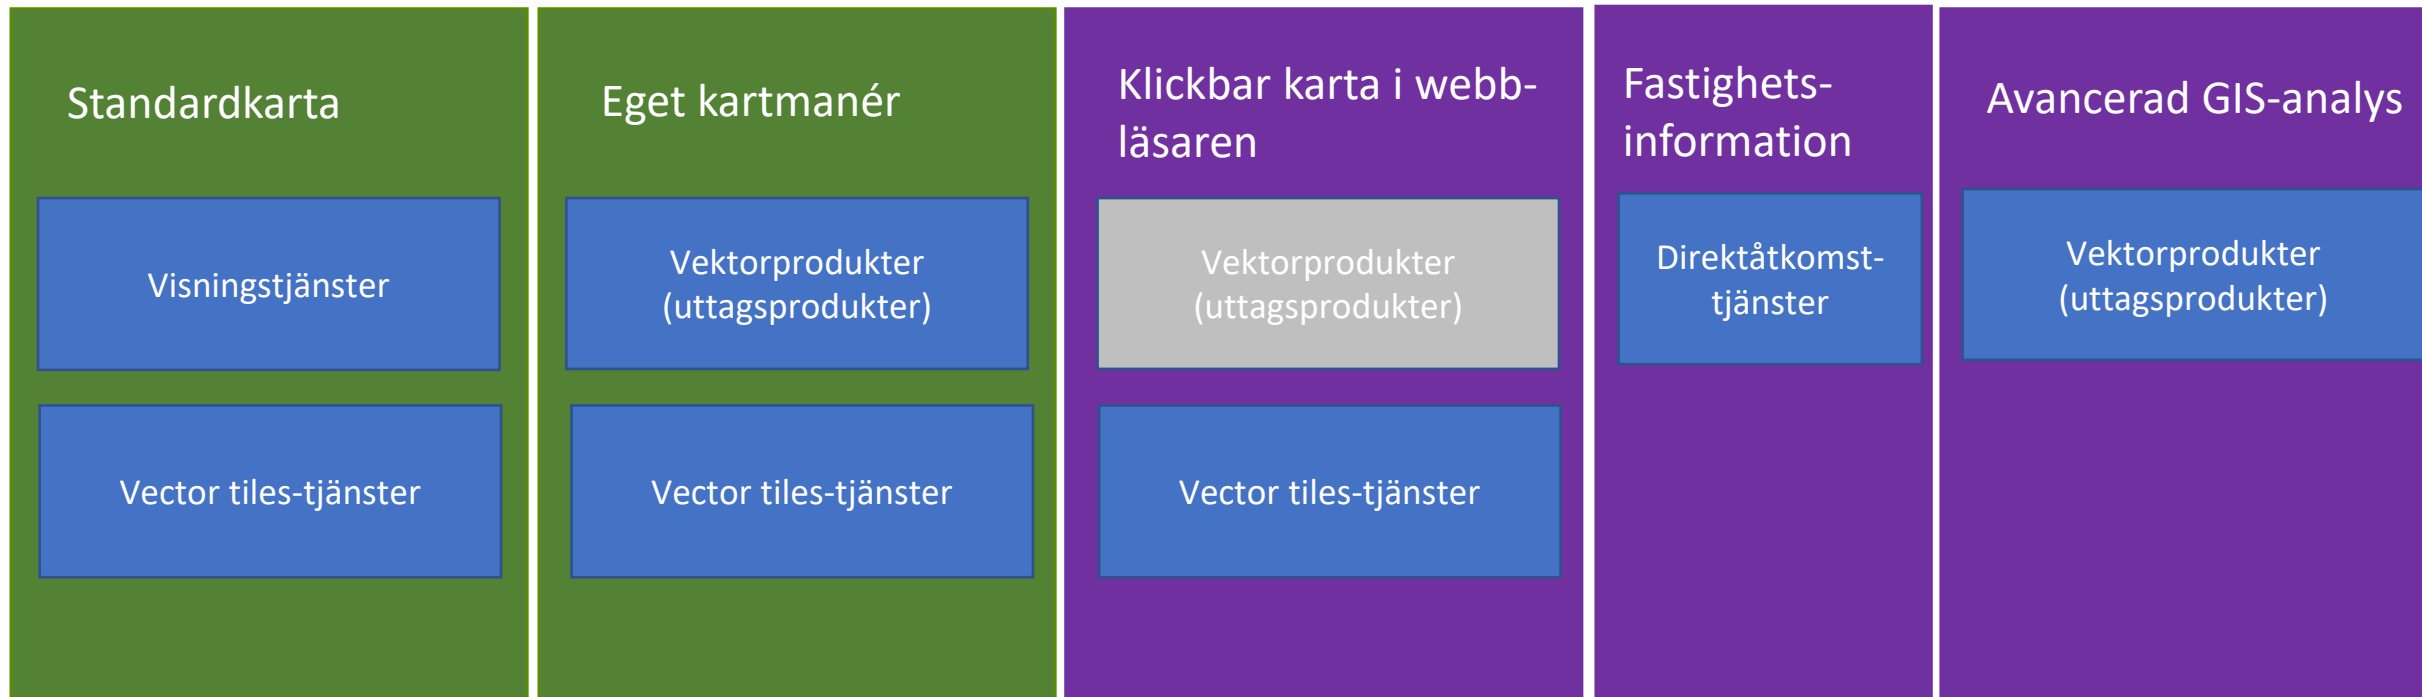 Standardkarta
Visningstjänster
Vector tiles-tjänster
Eget kartmanér
Vektorprodukter
(uttagsprodukter)
Vector tiles-tjänster
Klickbar karta i webb-
läsaren
Vektorprodukter
(uttagsprodukter)
Vector tiles-tjänster
Fastighets-
information
Direktåtkomst-
tjänster
Avancerad GIS-analys
Vektorprodukter
(uttagsprodukter)